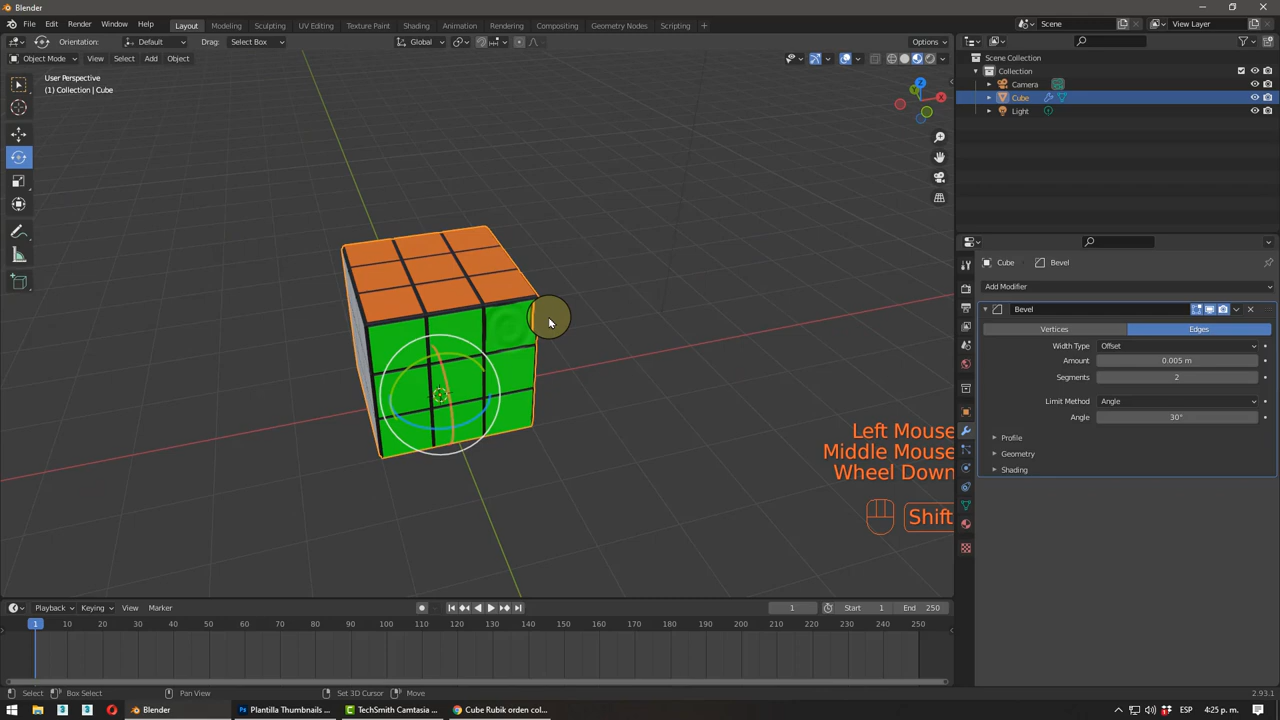 Blender
File Edit Render Window Help Layout Modeling Sculpting UV Editing Texture Paint Shading Animation Rendering Compositing Geometry Nodes Scripting + Scene View Layer
Orientation: Default Drag: Select Box Global Options
Object Mode View Select Add Object
User Perspective
(1) Collection | Cube
Z
Y
X
Scene Collection
Collection
Camera
Cube
Light
Cube Bevel
Add Modifier
Bevel
Vertices Edges
Width Type Offset
Amount 0.005 m
Segments 2
Limit Method Angle
Angle 30°
Profile
Geometry
Shading
Left Mouse
Middle Mouse
Wheel Down
Shift
Playback Keying View Marker 1 Start 1 End 250
1 10 20 30 40 50 60 70 80 90 100 110 120 130 140 150 160 170 180 190 200 210 220 230 240 250
Select Box Select Pan View Set 3D Cursor Move 2.93.1
Blender Plantilla Thumbnails ... TechSmith Camtasia ... Cube Rubik orden col... ESP 4:25 p. m.